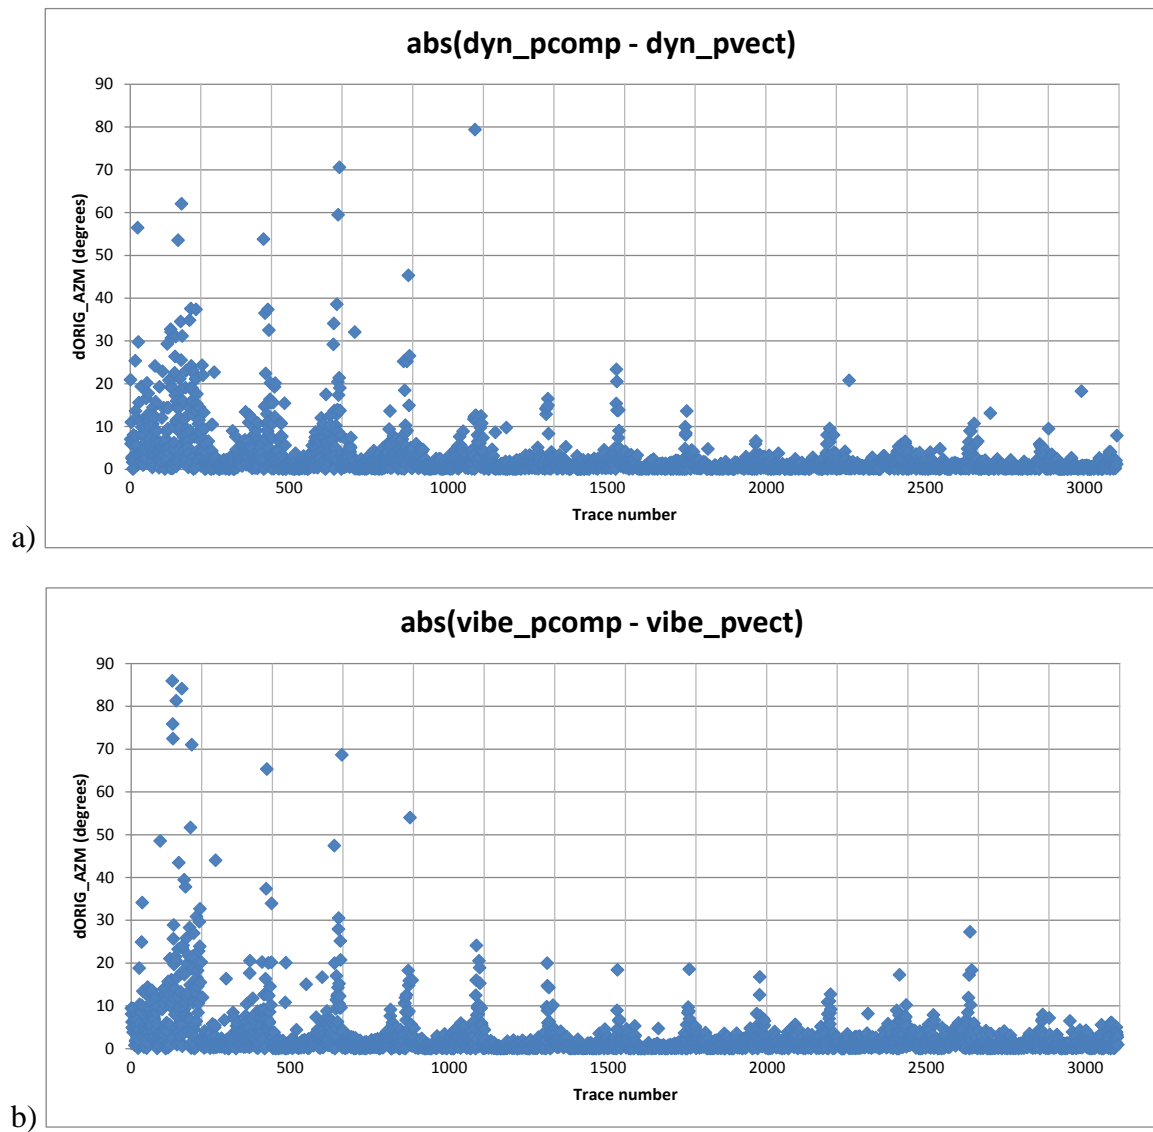 abs(dyn_pcomp - dyn_pvect)
90
80
70
60
50
40
30
20
10
0
dORIG_AZM (degrees)
0 500 1000 1500 2000 2500 3000
Trace number
a)
abs(vibe_pcomp - vibe_pvect)
90
80
70
60
50
40
30
20
10
0
dORIG_AZM (degrees)
0 500 1000 1500 2000 2500 3000
Trace number
b)